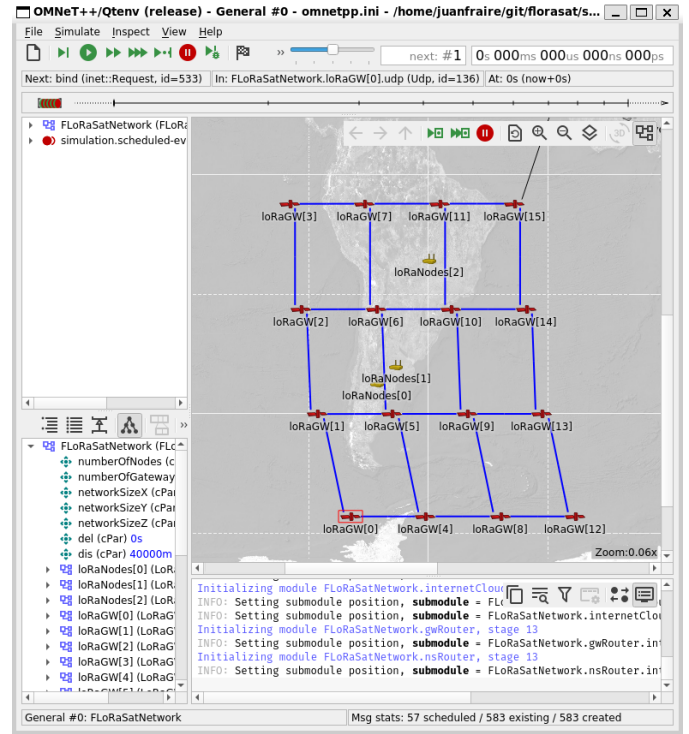 OMNeT++/Qtenv (release) - General #0 - omnetpp.ini - /home/juanfraire/git/florasat/s...
File Simulate Inspect View Help
next: #1 0s 000ms 000us 000ns 000ps
Next: bind (inet::Request, id=533) In: FLoRaSatNetwork.loRaGW[0].udp (Udp, id=136) At: 0s (now+0s)
FLoRaSatNetwork (FLoRa
simulation.scheduled-ev
3D
loRaGW[3] loRaGW[7] loRaGW[11] loRaGW[15]
loRaNodes[2]
loRaGW[2] loRaGW[6] loRaGW[10] loRaGW[14]
loRaNodes[1]
loRaNodes[0]
loRaGW[1] loRaGW[5] loRaGW[9] loRaGW[13]
loRaGW[0] loRaGW[4] loRaGW[8] loRaGW[12]
Zoom:0.06x
FLoRaSatNetwork (FLc
numberOfNodes (c
numberOfGateway
networkSizeX (cPar
networkSizeY (cPar
networkSizeZ (cPar
del (cPar) 0s
dis (cPar) 40000m
loRaNodes[0] (LoRa
loRaNodes[1] (LoRa
loRaNodes[2] (LoRa
loRaGW[0] (LoRaG
loRaGW[1] (LoRaG
loRaGW[2] (LoRaG
loRaGW[3] (LoRaG
loRaGW[4] (LoRaG
Initializing module FLoRaSatNetwork.internetClou
INFO: Setting submodule position, submodule = FLo
INFO: Setting submodule position, submodule = FLoRaSatNetwork.internetClou
Initializing module FLoRaSatNetwork.gwRouter, stage 13
INFO: Setting submodule position, submodule = FLoRaSatNetwork.gwRouter.in
Initializing module FLoRaSatNetwork.nsRouter, stage 13
INFO: Setting submodule position, submodule = FLoRaSatNetwork.nsRouter.in
General #0: FLoRaSatNetwork
Msg stats: 57 scheduled / 583 existing / 583 created